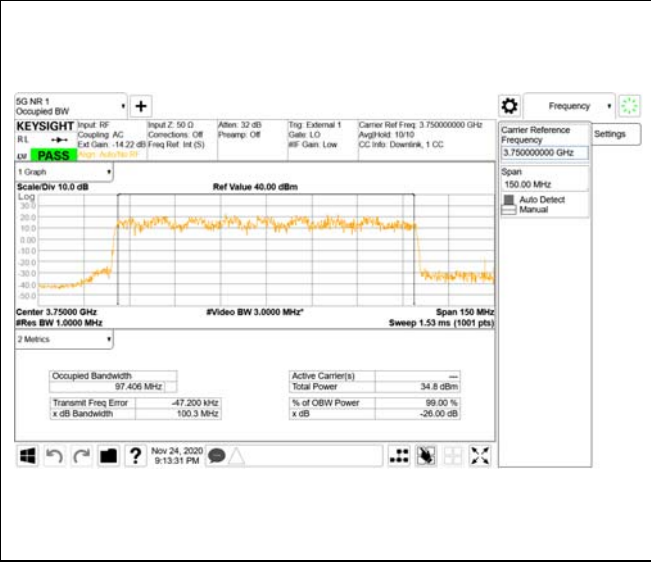 5G NR 1
Occupied BW
Frequency
KEYSIGHT
R L
LW
PASS
Input: RF
Coupling: AC
Ext Gain: -14.22 dB
Align: Auto/No RF
Input Z: 50 Ω
Corrections: Off
Freq Ref: Int (S)
Atten: 32 dB
Preamp: Off
Trig: External 1
Gate: LO
#IF Gain: Low
Carrier Ref Freq: 3.750000000 GHz
Avg|Hold: 10/10
CC Info: Downlink, 1 CC
Carrier Reference
Frequency
3.750000000 GHz
Settings
Span
150.00 MHz
Auto Detect
Manual
1 Graph
Scale/Div 10.0 dB
Ref Value 40.00 dBm
Log
30.0
20.0
10.0
0.00
-10.0
-20.0
-30.0
-40.0
-50.0
Center 3.75000 GHz
#Video BW 3.0000 MHz*
Span 150 MHz
#Res BW 1.0000 MHz
Sweep 1.53 ms (1001 pts)
2 Metrics
Occupied Bandwidth
97.406 MHz
Transmit Freq Error -47.200 kHz
x dB Bandwidth 100.3 MHz
Active Carrier(s) ---
Total Power 34.8 dBm
% of OBW Power 99.00 %
x dB -26.00 dB
?
Nov 24, 2020
9:13:31 PM